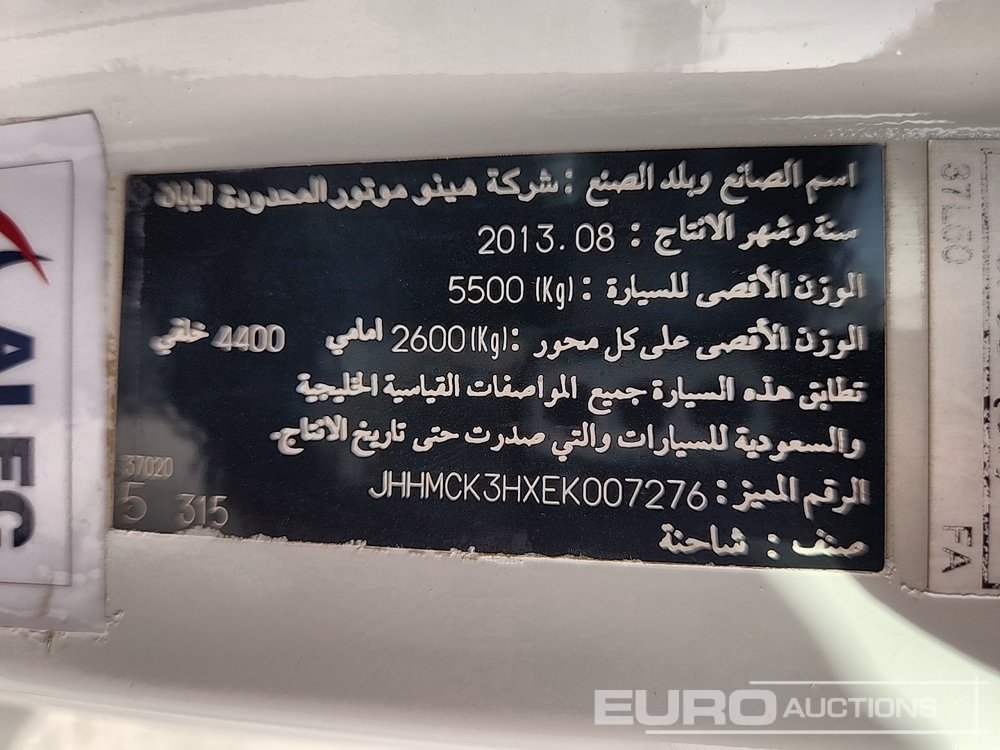 اسم الصانع وبلد الصنع : شركة هينو موتور المحدودة اليابان
سنة وشهر الانتاج : 2013.08
الوزن الأقصى للسيارة : 5500 (Kg)
الوزن الأقصى على كل محور : 2600 (Kg) امامي 4400 خلفي
تطابق هذه السيارة جميع المواصفات القياسية الخليجية
والسعودية للسيارات والتي صدرت حتى تاريخ الانتاج.
الرقم المميز : JHHMCK3HXEK007276
صنف : شاحنة
37020
5 315
37L60
FA
EURO AUCTIONS